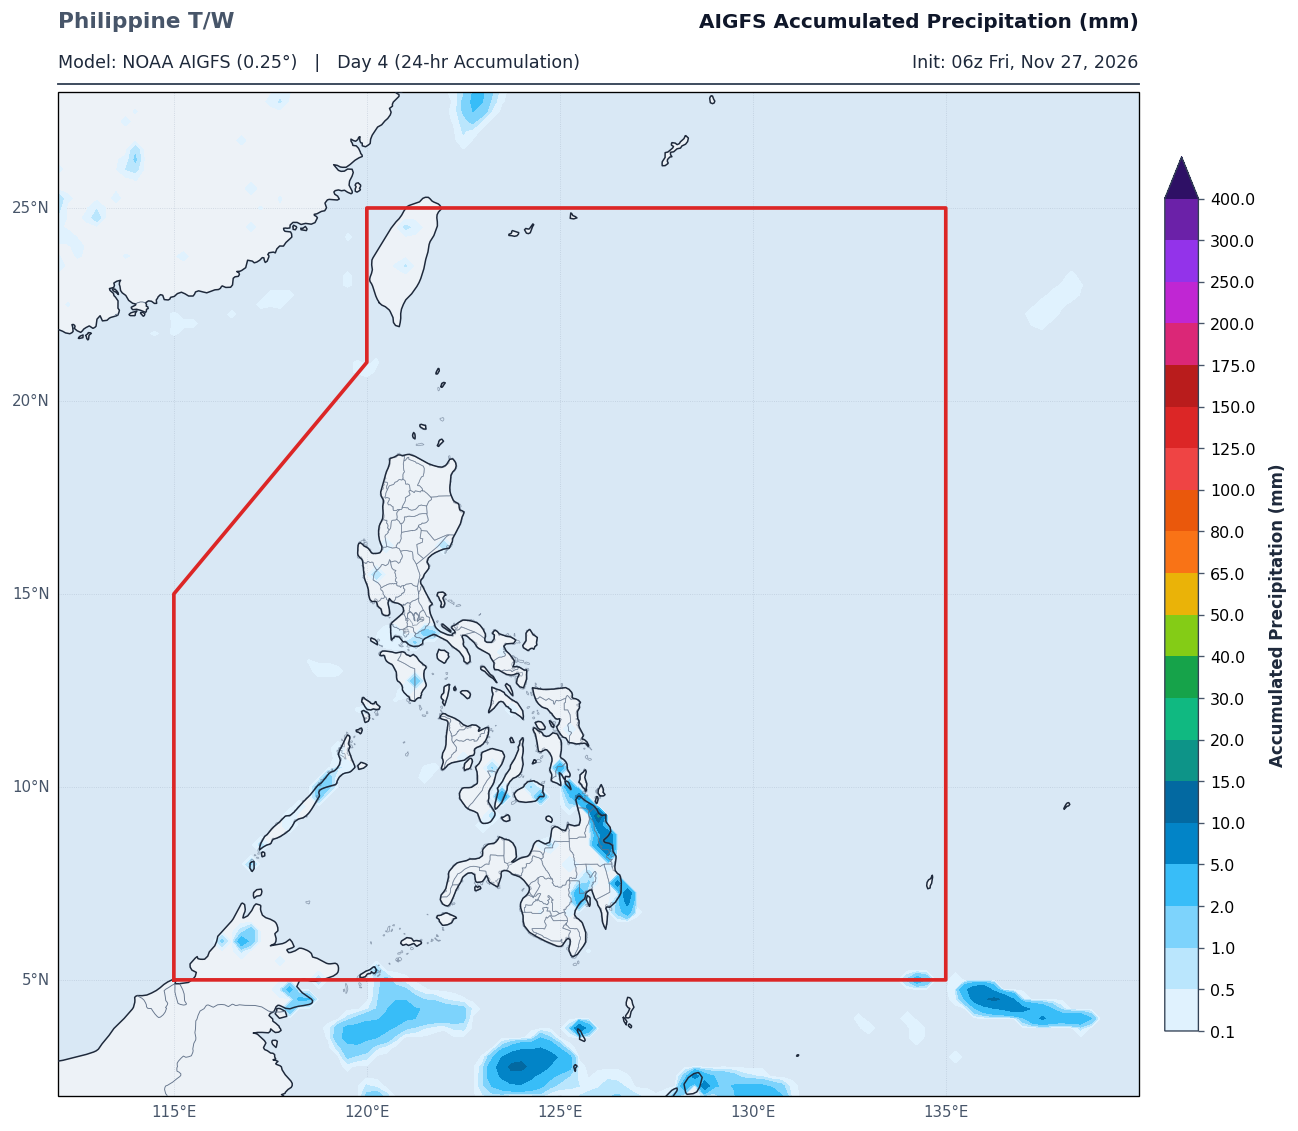 Philippine T/W
AIGFS Accumulated Precipitation (mm)
Model: NOAA AIGFS (0.25°)   |   Day 4 (24-hr Accumulation)
Init: 06z Fri, Nov 27, 2026
25°N
20°N
15°N
10°N
5°N
115°E
120°E
125°E
130°E
135°E
400.0
300.0
250.0
200.0
175.0
150.0
125.0
100.0
80.0
65.0
50.0
40.0
30.0
20.0
15.0
10.0
5.0
2.0
1.0
0.5
0.1
Accumulated Precipitation (mm)